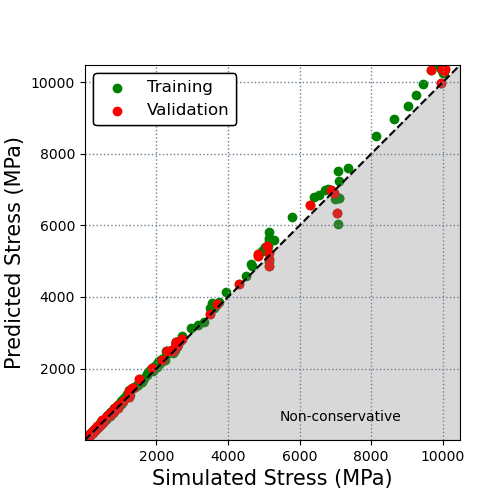 Predicted Stress (MPa)
10000
8000
6000
4000
2000
Training
Validation
Non-conservative
2000 4000 6000 8000 10000
Simulated Stress (MPa)